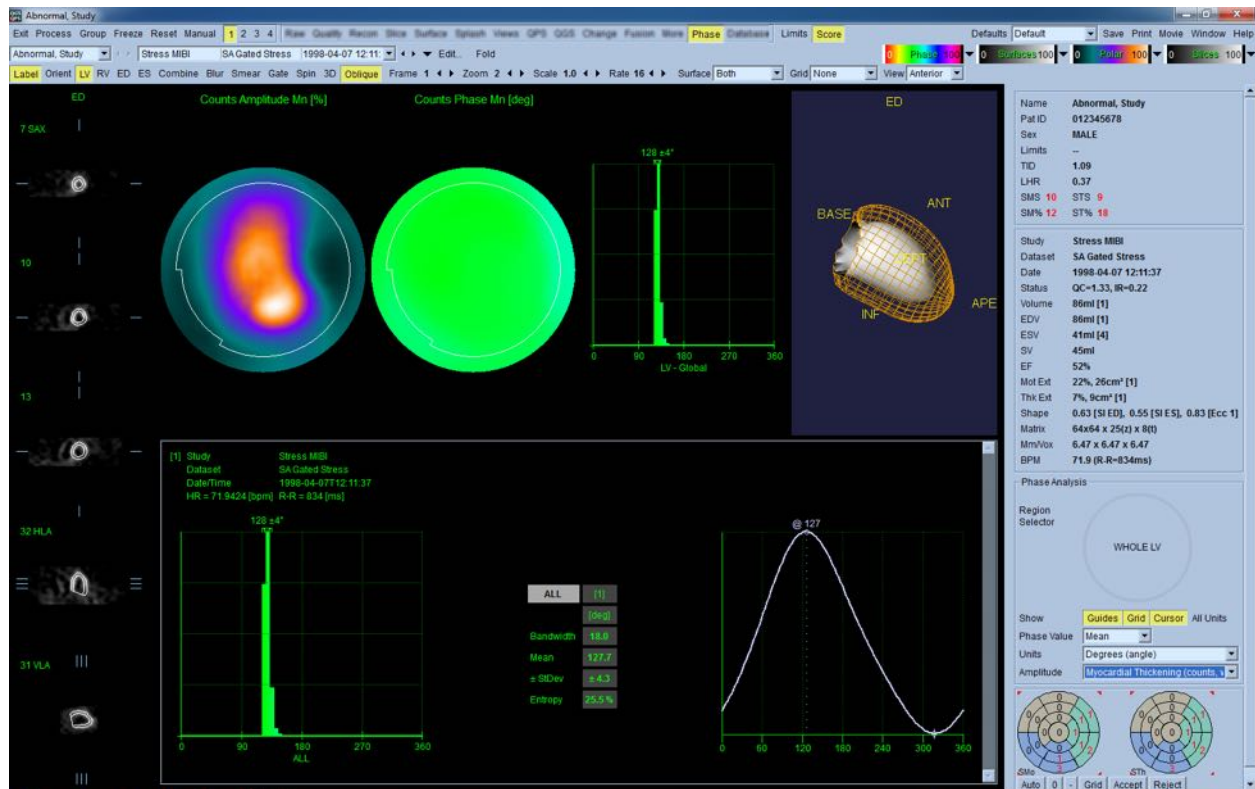 Abnormal, Study
Exit Process Group Freeze Reset Manual 1 2 3 4 Raw Quality Recon Slice Surface Splash Views QPS QGS Change Fusion More Phase Database Limits Score Defaults Default Save Print Movie Window Help
Abnormal, Study Stress MIBI SA Gated Stress 1998-04-07 12:11: Edit... Fold 0 Phase 100 0 Surfaces 100 0 Polar 100 0 Slices 100
Label Orient LV RV ED ES Combine Blur Smear Gate Spin 3D Oblique Frame 1 Zoom 2 Scale 1.0 Rate 16 Surface Both Grid None View Anterior
ED
7 SAX
10
13
32 HLA
31 VLA
Counts Amplitude Mn [%]
Counts Phase Mn [deg]
128 ±4°
0 90 180 270 360
LV - Global
ED
BASE
ANT
SEPT
INF
APE
[1] Study Stress MIBI
Dataset SA Gated Stress
Date/Time 1998-04-07T12:11:37
HR = 71.9424 [bpm] R-R = 834 [ms]
128 ±4°
0 90 180 270 360
ALL
ALL [1]
[deg]
Bandwidth 18.0
Mean 127.7
± StDev ± 4.3
Entropy 25.5 %
@ 127
0 60 120 180 240 300 360
Name Abnormal, Study
Pat ID 012345678
Sex MALE
Limits --
TID 1.09
LHR 0.37
SMS 10 STS 9
SM% 12 ST% 18
Study Stress MIBI
Dataset SA Gated Stress
Date 1998-04-07 12:11:37
Status QC=1.33, IR=0.22
Volume 86ml [1]
EDV 86ml [1]
ESV 41ml [4]
SV 45ml
EF 52%
Mot Ext 22%, 26cm² [1]
Thk Ext 7%, 9cm² [1]
Shape 0.63 [SI ED], 0.55 [SI ES], 0.83 [Ecc 1]
Matrix 64x64 x 25(z) x 8(t)
Mm/Vox 6.47 x 6.47 x 6.47
BPM 71.9 (R-R=834ms)
Phase Analysis
Region
Selector
WHOLE LV
Show Guides Grid Cursor All Units
Phase Value Mean
Units Degrees (angle)
Amplitude Myocardial Thickening (counts,
SMo
STh
Auto 0 - Grid Accept Reject